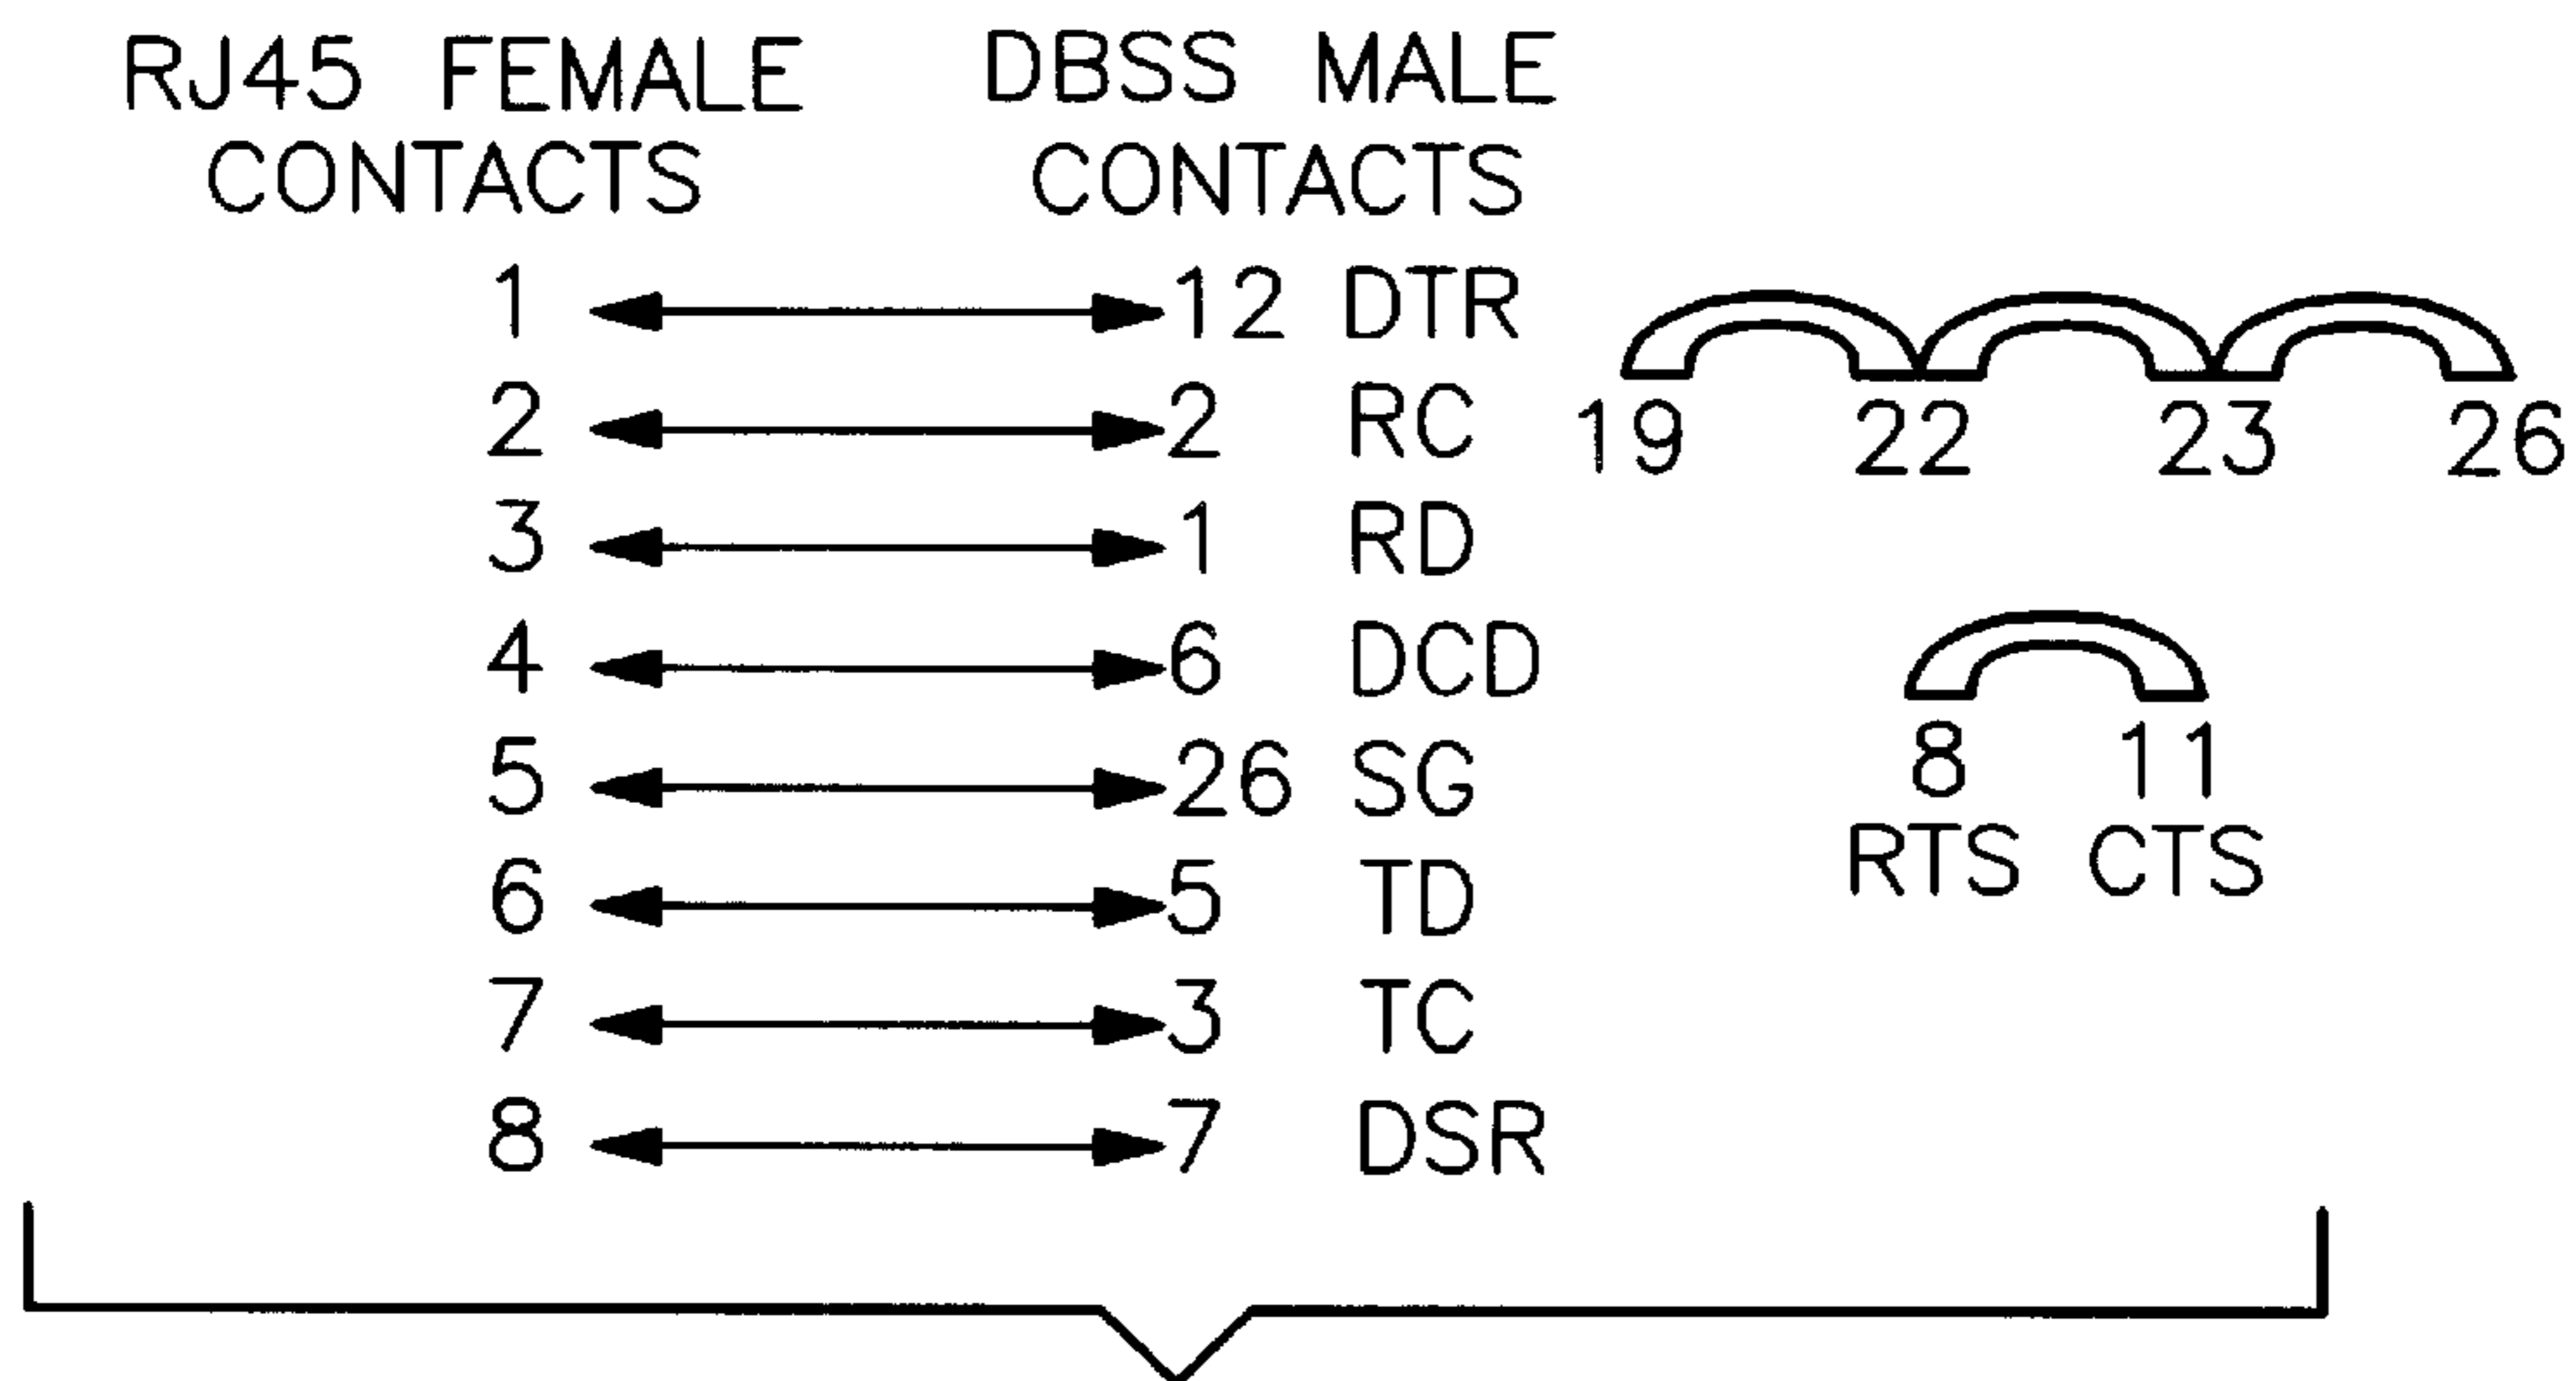 RJ45 FEMALE CONTACTS
DBSS MALE CONTACTS
1 12 DTR
2 2 RC
3 1 RD
4 6 DCD
5 26 SG
6 5 TD
7 3 TC
8 7 DSR
19 22 23 26
8 11
RTS CTS